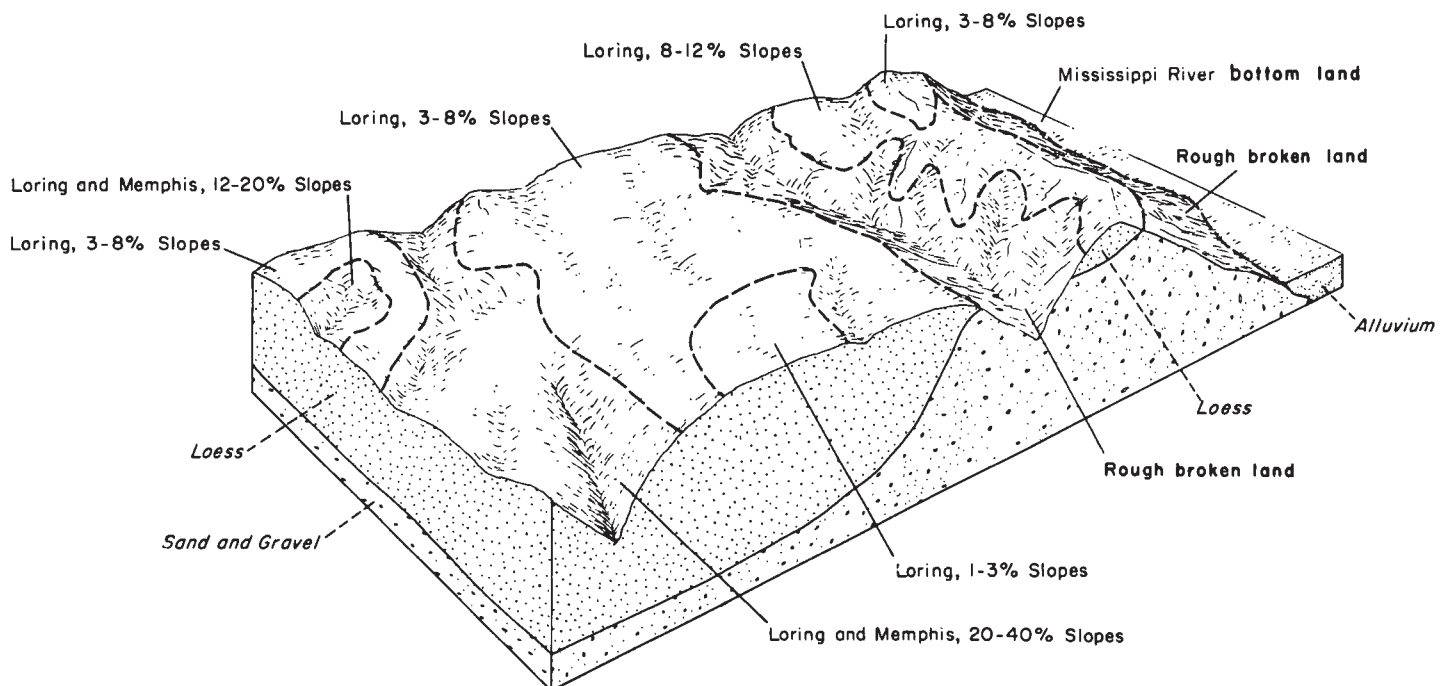 Loring, 3-8% Slopes
Loring, 8-12% Slopes
Mississippi River bottom land
Loring, 3-8% Slopes
Rough broken land
Loring and Memphis, 12-20% Slopes
Loring, 3-8% Slopes
Alluvium
Loess
Loess
Rough broken land
Sand and Gravel
Loring, 1-3% Slopes
Loring and Memphis, 20-40% Slopes